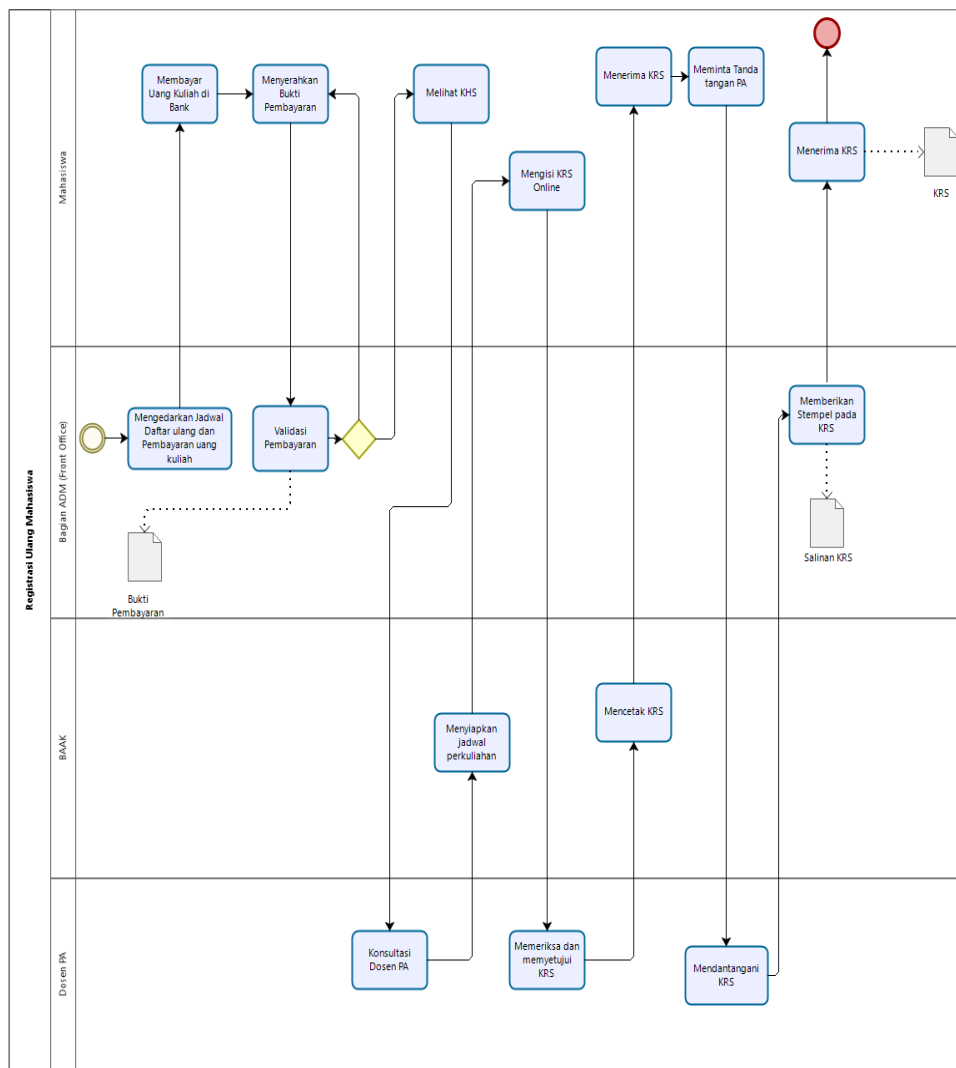 Registrasi Ulang Mahasiswa
Mahasiswa
Membayar
Uang Kuliah di
Bank
Menyerahkan
Bukti
Pembayaran
Melihat KHS
Mengisi KRS
Online
Menerima KRS
Meminta Tanda
tangan PA
Menerima KRS
KRS
Bagian ADM (Front Office)
Mengedarkan Jadwal
Daftar ulang dan
Pembayaran uang
kuliah
Validasi
Pembayaran
Bukti
Pembayaran
Memberikan
Stempel pada
KRS
Salinan KRS
BAAK
Menyiapkan
jadwal
perkuliahan
Mencetak KRS
Dosen PA
Konsultasi
Dosen PA
Memeriksa dan
memyetujui
KRS
Mendantangani
KRS